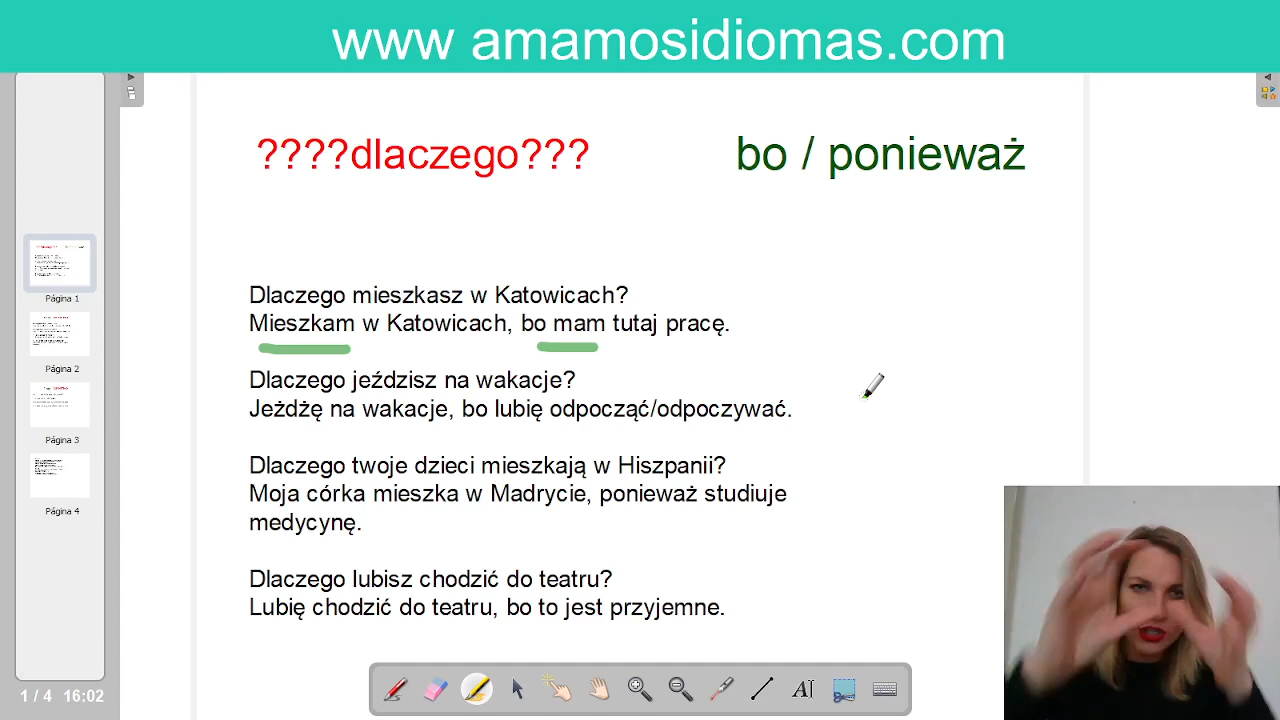 www amamosidiomas.com
????dlaczego???
bo / ponieważ
Dlaczego mieszkasz w Katowicach?
Mieszkam w Katowicach, bo mam tutaj pracę.
Dlaczego jeździsz na wakacje?
Jeżdżę na wakacje, bo lubię odpocząć/odpoczywać.
Dlaczego twoje dzieci mieszkają w Hiszpanii?
Moja córka mieszka w Madrycie, ponieważ studiuje
medycynę.
Dlaczego lubisz chodzić do teatru?
Lubię chodzić do teatru, bo to jest przyjemne.
Página 1
Página 2
Página 3
Página 4
1 / 4 16:02